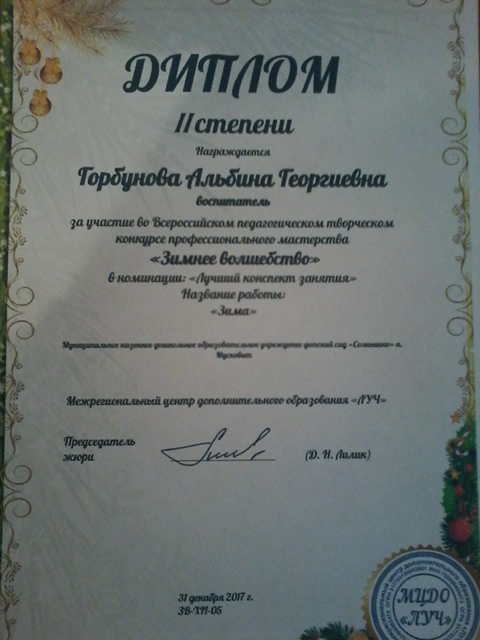 ДИПЛОМ
II степени
Награждается
Горбунова Альбина Георгиевна
воспитатель
за участие во Всероссийском педагогическом творческом
конкурсе профессионального мастерства
«Зимнее волшебство»
в номинации: «Лучший конспект занятия»
Название работы:
«Зима»
Муниципальное казенное дошкольное образовательное учреждение детский сад «Солнышко» п.
Мусковит
Межрегиональный центр дополнительного образования «ЛУЧ»
Председатель
жюри
(Д. Н. Лилик)
31 декабря 2017 г.
ЗВ-XII-05
МЦДО
«ЛУЧ»